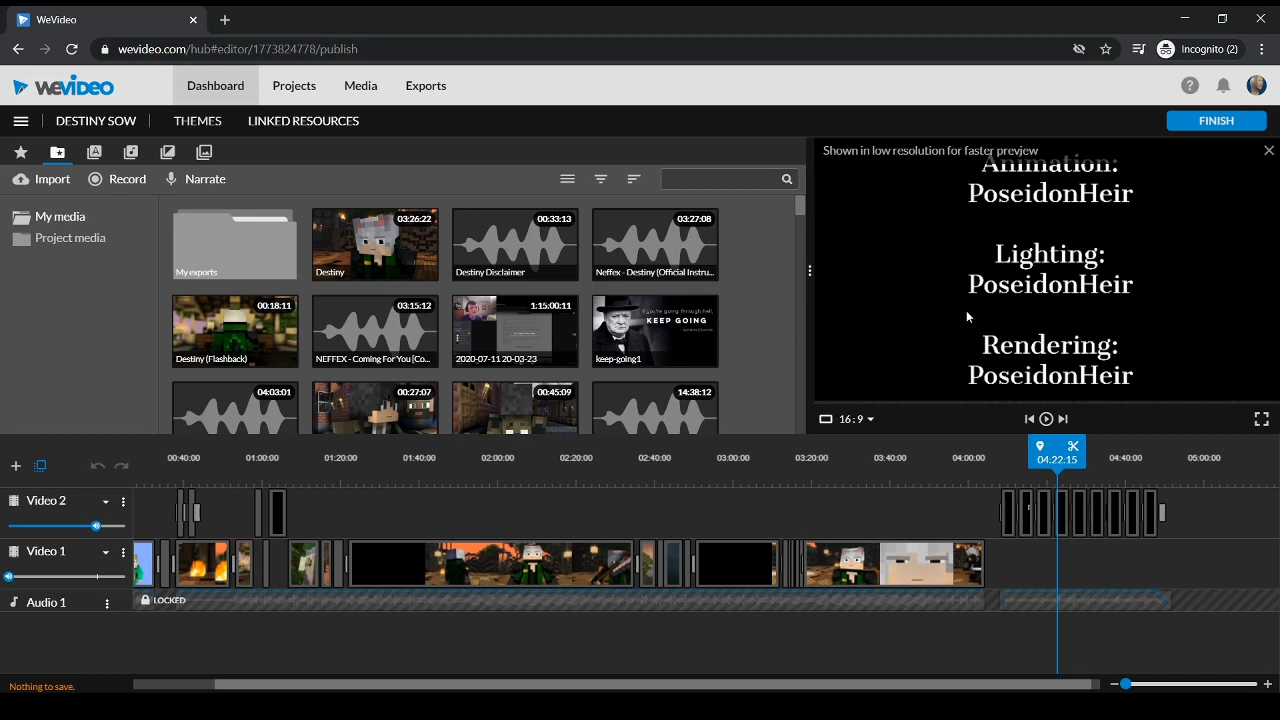 WeVideo
wevideo.com/hub#editor/1773824778/publish
Incognito (2)
WEVIDEO
Dashboard
Projects
Media
Exports
DESTINY SOW
THEMES
LINKED RESOURCES
FINISH
Import
Record
Narrate
My media
Project media
My exports
03:26:22
Destiny
00:33:13
Destiny Disclaimer
03:27:08
Neffex - Destiny (Official Instru...
00:18:11
Destiny (Flashback)
03:15:12
NEFFEX - Coming For You [Co...
1:15:00:11
2020-07-11 20-03-23
If you're going through hell,
KEEP GOING
keep-going1
04:03:01
00:27:07
00:45:09
14:38:12
Shown in low resolution for faster preview
Animation:
PoseidonHeir
Lighting:
PoseidonHeir
Rendering:
PoseidonHeir
16:9
00:40:00
01:00:00
01:20:00
01:40:00
02:00:00
02:20:00
02:40:00
03:00:00
03:20:00
03:40:00
04:00:00
04:22.15
04:40:00
05:00:00
Video 2
Video 1
Audio 1
LOCKED
Nothing to save.